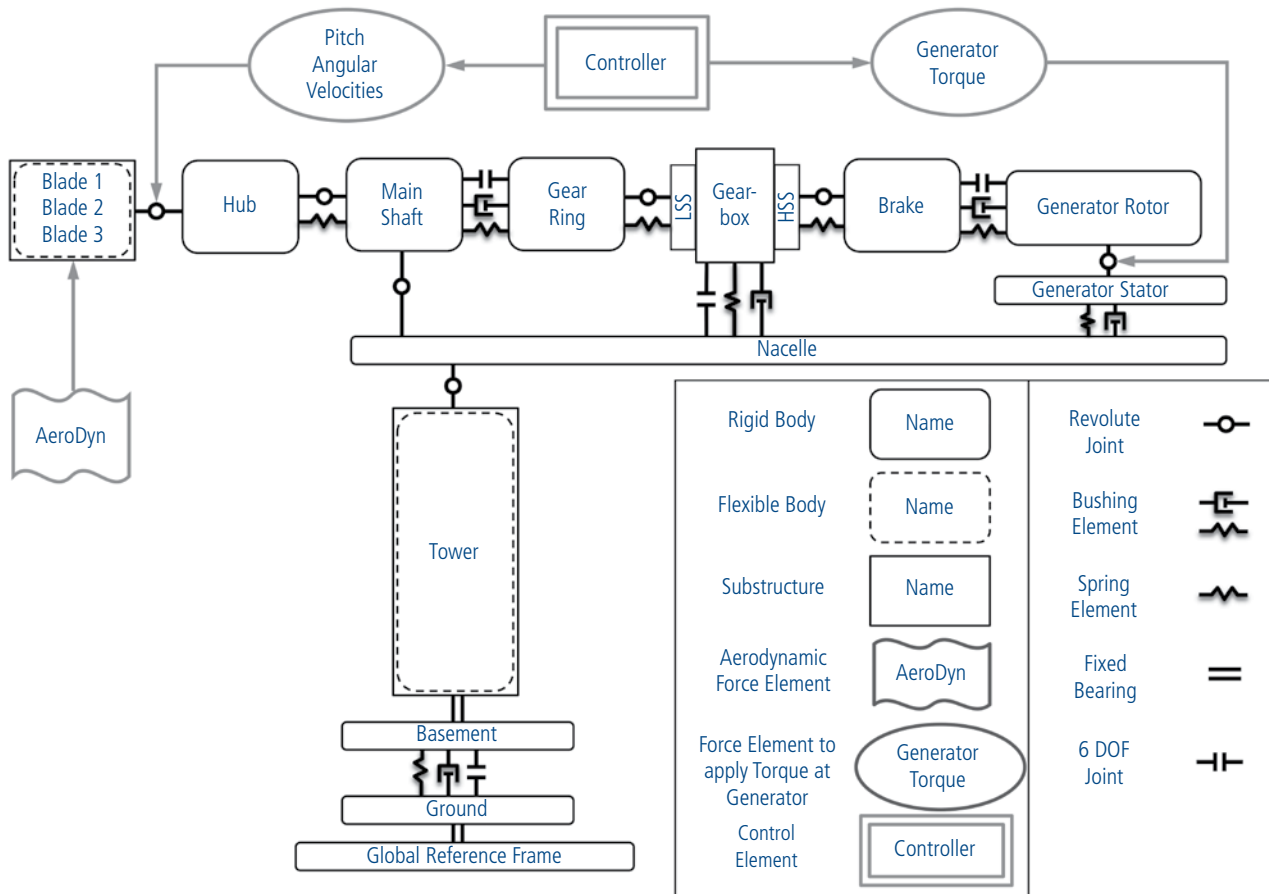 Pitch
Angular
Velocities
Controller
Generator
Torque
Blade 1
Blade 2
Blade 3
Hub
Main
Shaft
Gear
Ring
LSS
Gear-
box
HSS
Brake
Generator Rotor
Generator Stator
Nacelle
AeroDyn
Tower
Basement
Ground
Global Reference Frame
Rigid Body
Name
Flexible Body
Name
Substructure
Name
Aerodynamic
Force Element
AeroDyn
Force Element to
apply Torque at
Generator
Generator
Torque
Control
Element
Controller
Revolute
Joint
Bushing
Element
Spring
Element
Fixed
Bearing
6 DOF
Joint